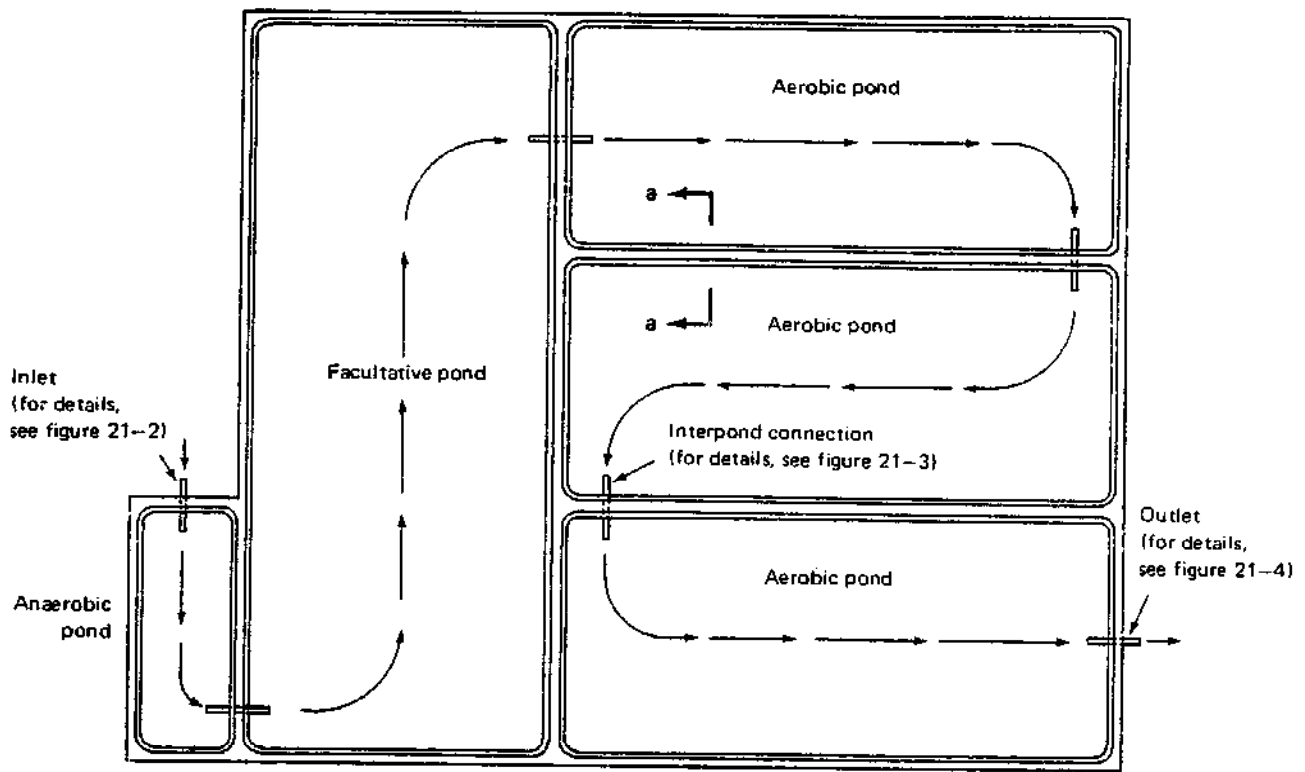 Aerobic pond
a
a
Aerobic pond
Facultative pond
Inlet
(for details,
see figure 21–2)
Interpond connection
(for details, see figure 21–3)
Outlet
(for details,
see figure 21–4)
Aerobic pond
Anaerobic
pond